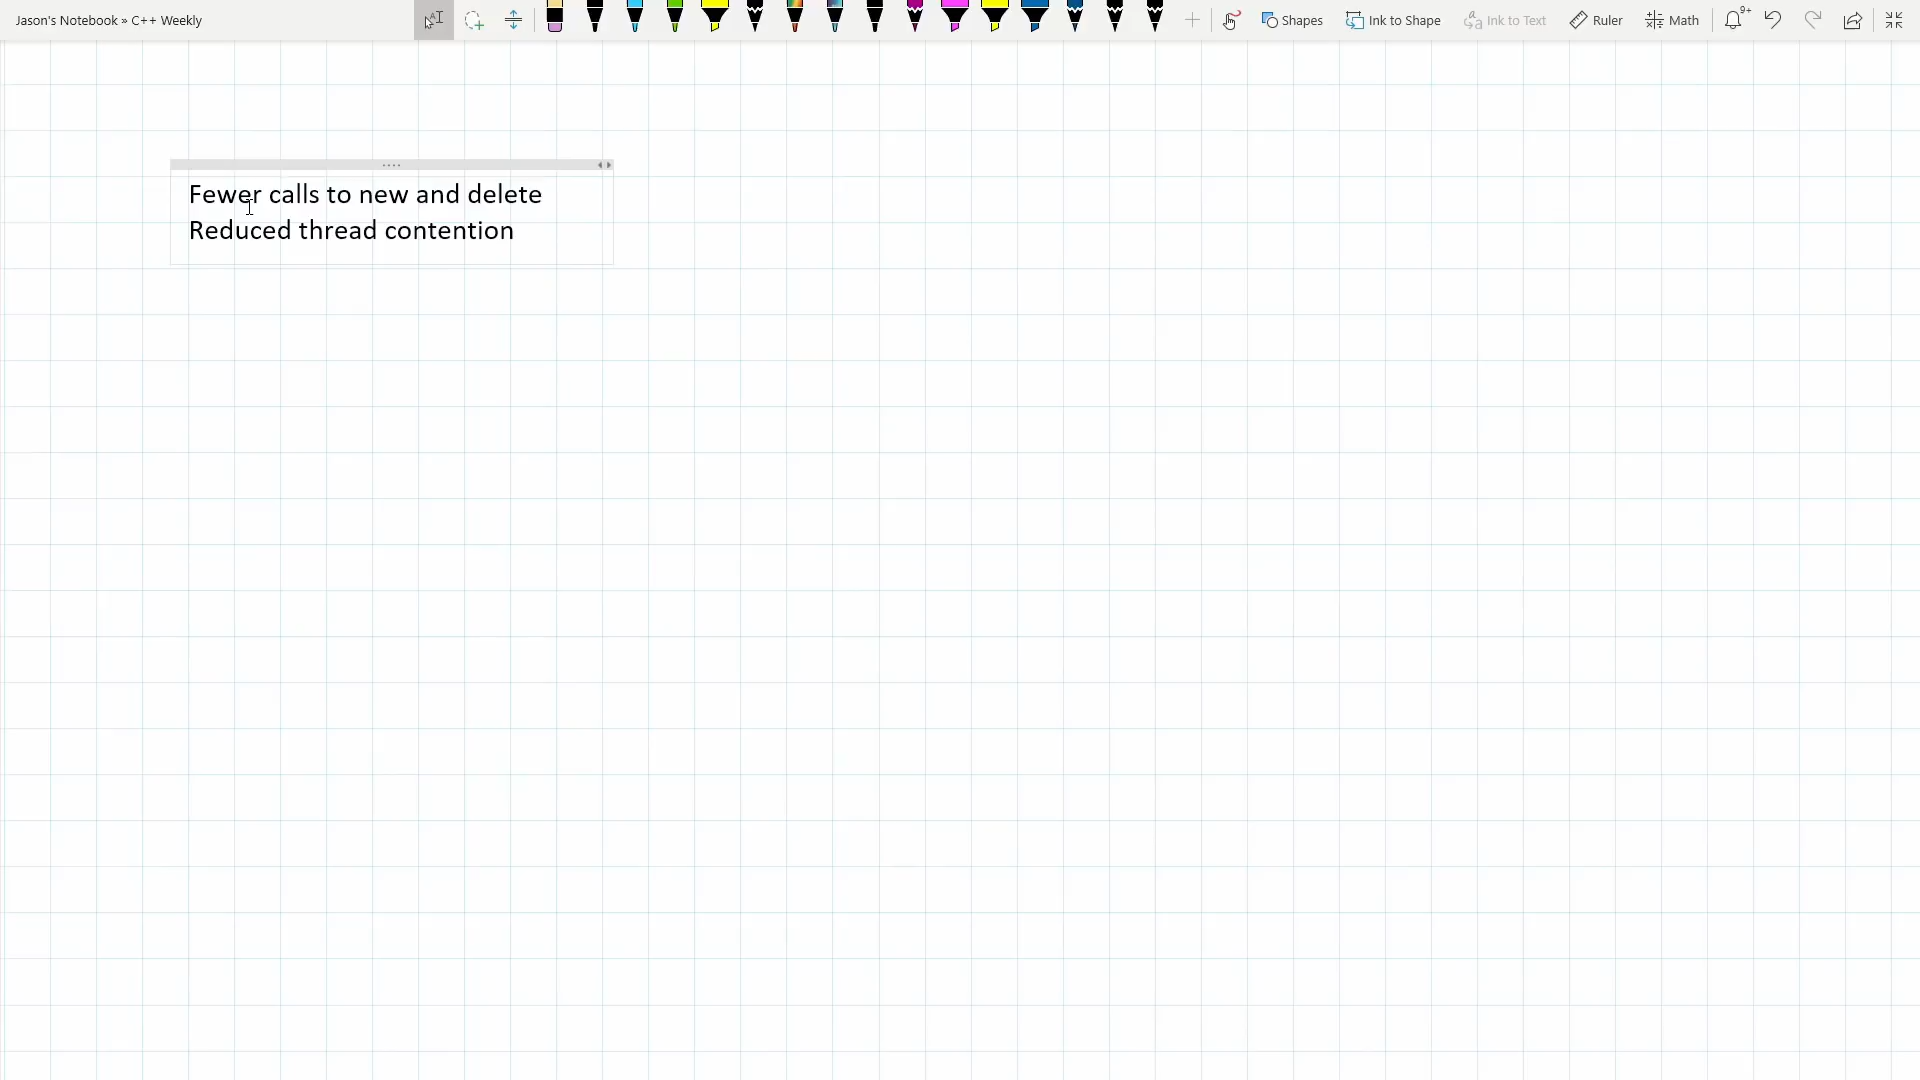 Jason's Notebook » C++ Weekly
Shapes
Ink to Shape
Ink to Text
Ruler
Math
9+
Fewer calls to new and delete
Reduced thread contention